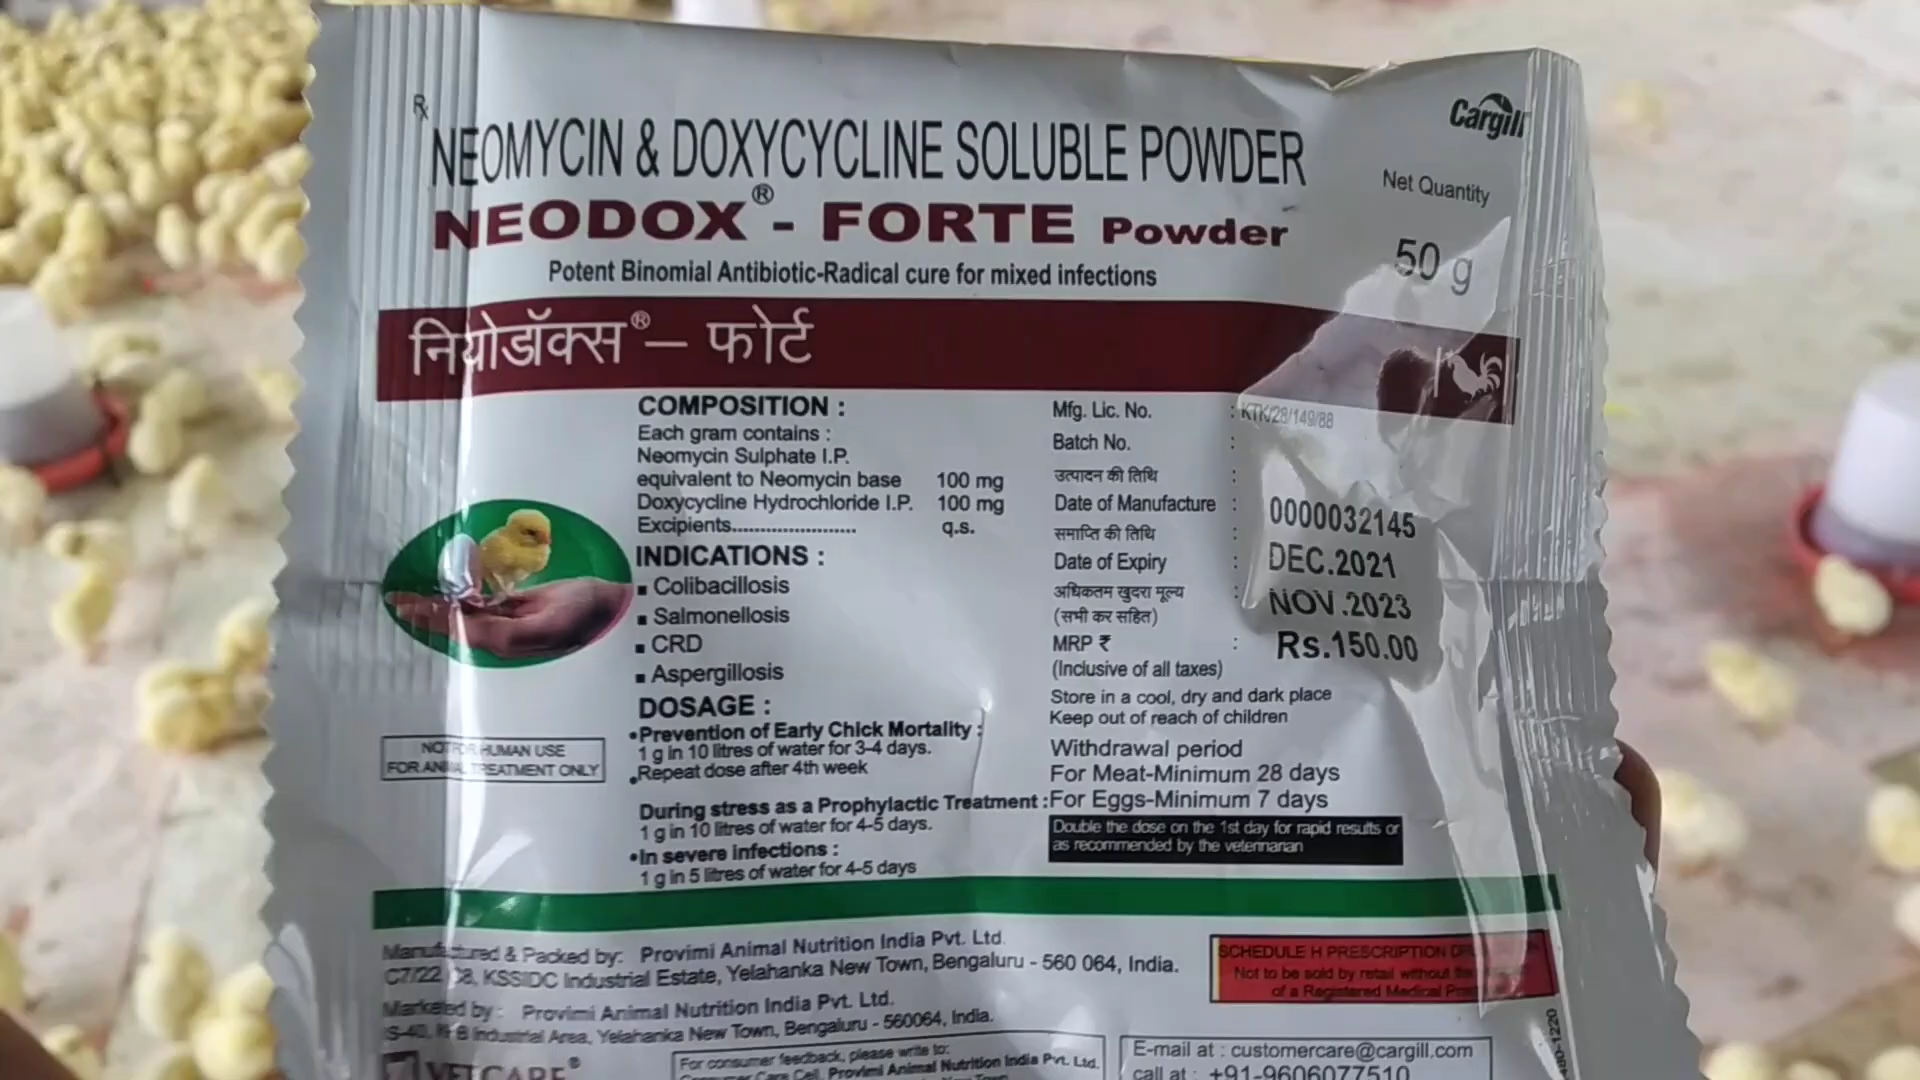 Rx
NEOMYCIN & DOXYCYCLINE SOLUBLE POWDER
NEODOX® - FORTE Powder
Potent Binomial Antibiotic-Radical cure for mixed infections
Cargill
Net Quantity
50 g
नियोडॉक्स® – फोर्ट
COMPOSITION :
Each gram contains :
Neomycin Sulphate I.P.
equivalent to Neomycin base 100 mg
Doxycycline Hydrochloride I.P. 100 mg
Excipients...................... q.s.
INDICATIONS :
▪ Colibacillosis
▪ Salmonellosis
▪ CRD
▪ Aspergillosis
DOSAGE :
•Prevention of Early Chick Mortality :
1 g in 10 litres of water for 3-4 days.
•Repeat dose after 4th week
During stress as a Prophylactic Treatment :
1 g in 10 litres of water for 4-5 days.
•In severe infections :
1 g in 5 litres of water for 4-5 days
NOT FOR HUMAN USE
FOR ANIMAL TREATMENT ONLY
Mfg. Lic. No. : KTK/28/149/88
Batch No. :
उत्पादन की तिथि :
Date of Manufacture :
समाप्ति की तिथि :
Date of Expiry :
अधिकतम खुदरा मूल्य :
(सभी कर सहित)
MRP ₹ :
(Inclusive of all taxes)
0000032145
DEC.2021
NOV.2023
Rs.150.00
Store in a cool, dry and dark place
Keep out of reach of children
Withdrawal period
For Meat-Minimum 28 days
For Eggs-Minimum 7 days
Double the dose on the 1st day for rapid results or
as recommended by the veterinarian
Manufactured & Packed by: Provimi Animal Nutrition India Pvt. Ltd.
C7/22 C8, KSSIDC Industrial Estate, Yelahanka New Town, Bengaluru - 560 064, India.
Marketed by : Provimi Animal Nutrition India Pvt. Ltd.
Industrial Area, Yelahanka New Town, Bengaluru - 560064, India.
SCHEDULE H PRESCRIPTION
Not to be sold by retail without the
of a Registered Medical
VETCARE®
For consumer feedback, please write to:
Consumer Care Cell, Provimi Animal Nutrition India Pvt. Ltd.
E-mail at : customercare@cargill.com
call at : +91-9606077510